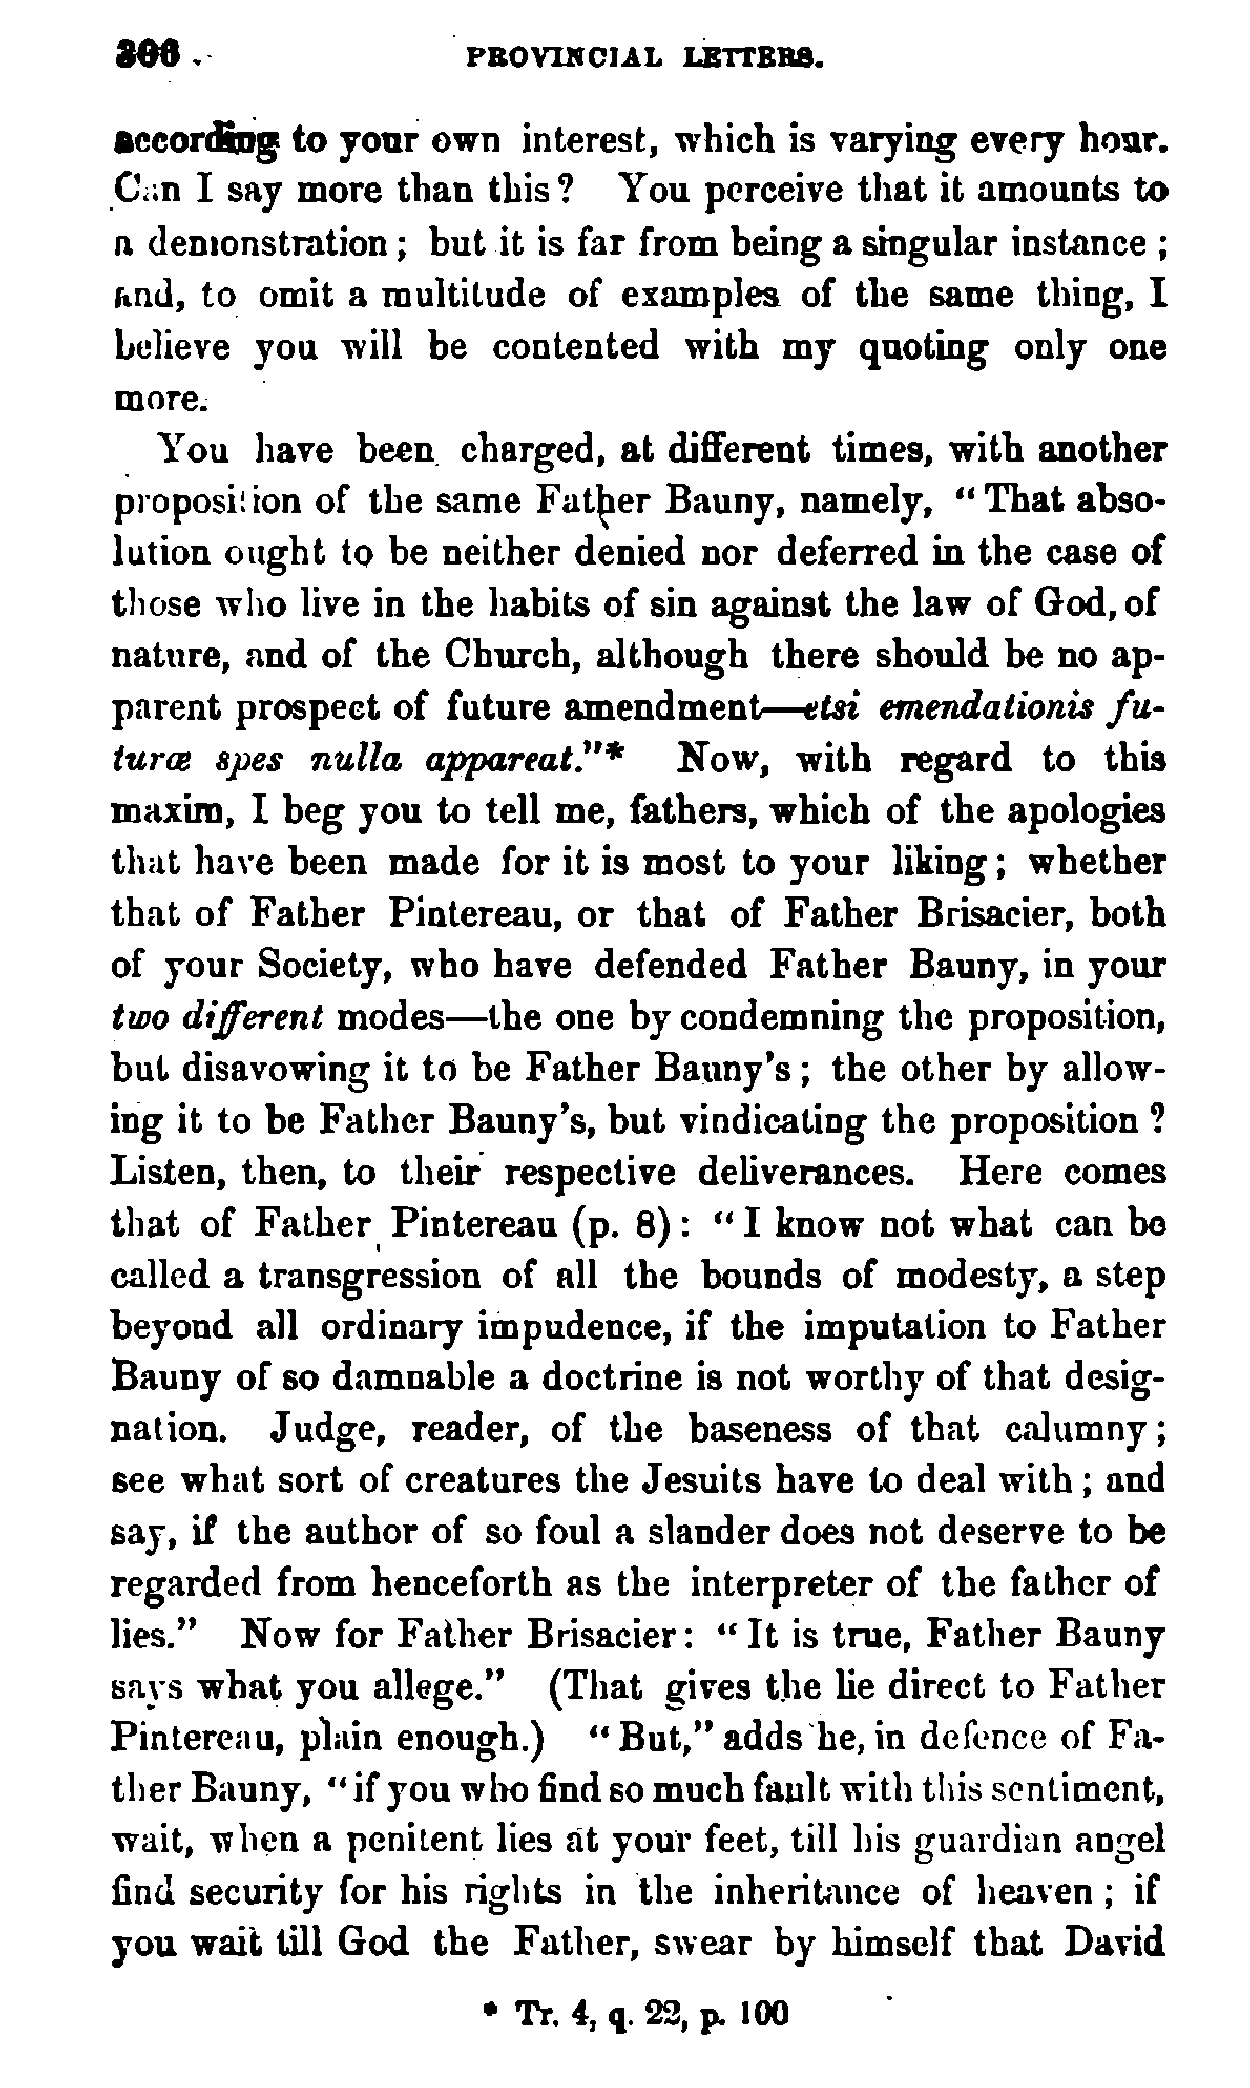 306
PROVINCIAL LETTERS.
according to your own interest, which is varying every hour.
Can I say more than this? You perceive that it amounts to
a demonstration; but it is far from being a singular instance;
and, to omit a multitude of examples of the same thing, I
believe you will be contented with my quoting only one
more.
You have been charged, at different times, with another
proposition of the same Father Bauny, namely, "That abso-
lution ought to be neither denied nor deferred in the case of
those who live in the habits of sin against the law of God, of
nature, and of the Church, although there should be no ap-
parent prospect of future amendment—etsi emendationis fu-
turæ spes nulla appareat."* Now, with regard to this
maxim, I beg you to tell me, fathers, which of the apologies
that have been made for it is most to your liking; whether
that of Father Pintereau, or that of Father Brisacier, both
of your Society, who have defended Father Bauny, in your
two different modes—the one by condemning the proposition,
but disavowing it to be Father Bauny's; the other by allow-
ing it to be Father Bauny's, but vindicating the proposition?
Listen, then, to their respective deliverances. Here comes
that of Father Pintereau (p. 8): "I know not what can be
called a transgression of all the bounds of modesty, a step
beyond all ordinary impudence, if the imputation to Father
Bauny of so damnable a doctrine is not worthy of that desig-
nation. Judge, reader, of the baseness of that calumny;
see what sort of creatures the Jesuits have to deal with; and
say, if the author of so foul a slander does not deserve to be
regarded from henceforth as the interpreter of the father of
lies." Now for Father Brisacier: "It is true, Father Bauny
says what you allege." (That gives the lie direct to Father
Pintereau, plain enough.) "But," adds he, in defence of Fa-
ther Bauny, "if you who find so much fault with this sentiment,
wait, when a penitent lies at your feet, till his guardian angel
find security for his rights in the inheritance of heaven; if
you wait till God the Father, swear by himself that David
* Tr. 4, q. 22, p. 100